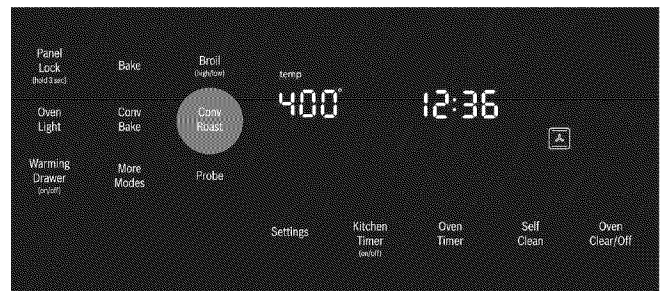 Panel
Lock
(hold 3 sec)
Bake
Broil
(high/low)
temp
400°
12:36
Oven
Light
Conv
Bake
Conv
Roast
Warming
Drawer
(on/off)
More
Modes
Probe
Settings
Kitchen
Timer
(on/off)
Oven
Timer
Self
Clean
Oven
Clear/Off